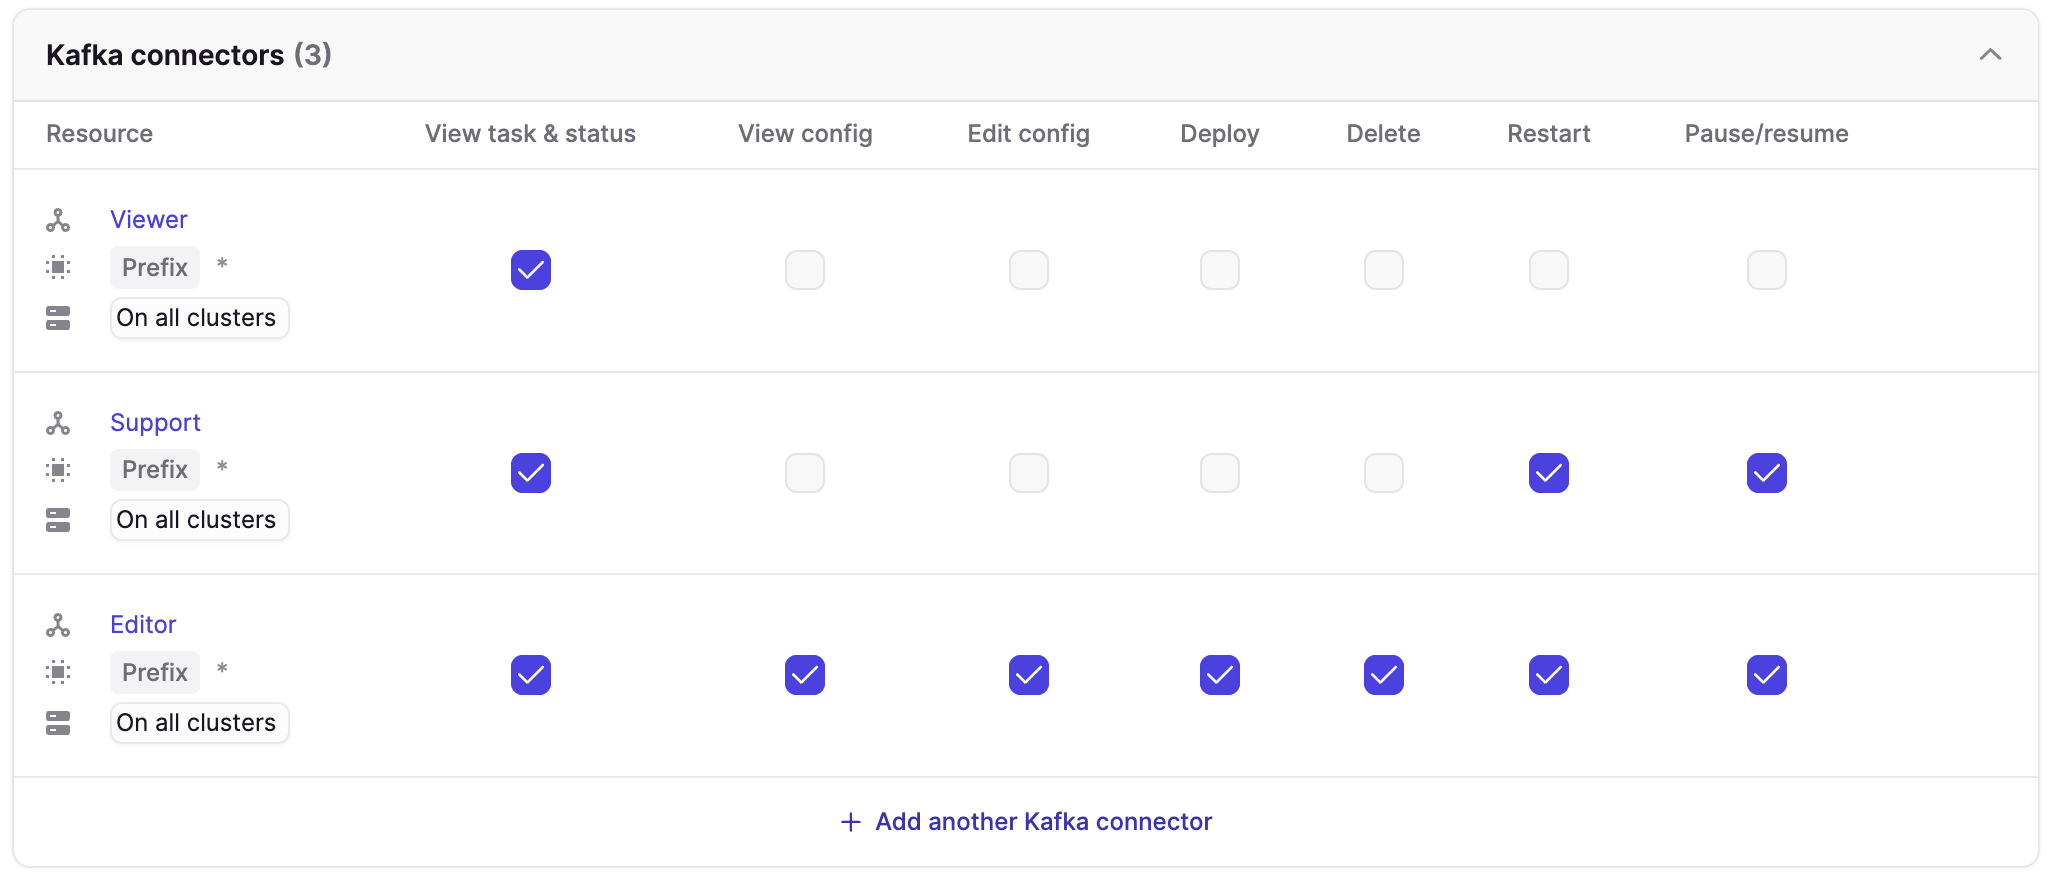 Kafka connectors (3)
Resource View task & status View config Edit config Deploy Delete Restart Pause/resume
Viewer
Prefix *
On all clusters
Support
Prefix *
On all clusters
Editor
Prefix *
On all clusters
+ Add another Kafka connector